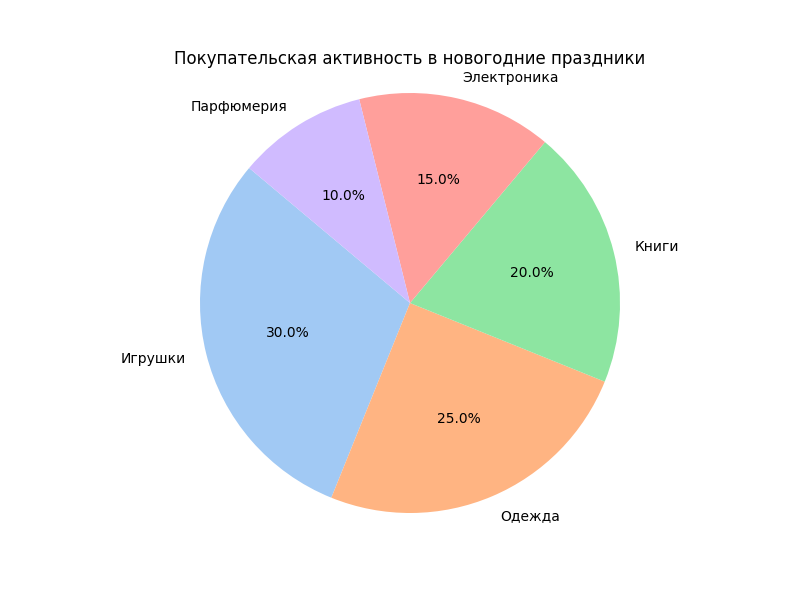 Покупательская активность в новогодние праздники
Электроника
Парфюмерия
15.0%
10.0%
Книги
20.0%
30.0%
Игрушки
25.0%
Одежда